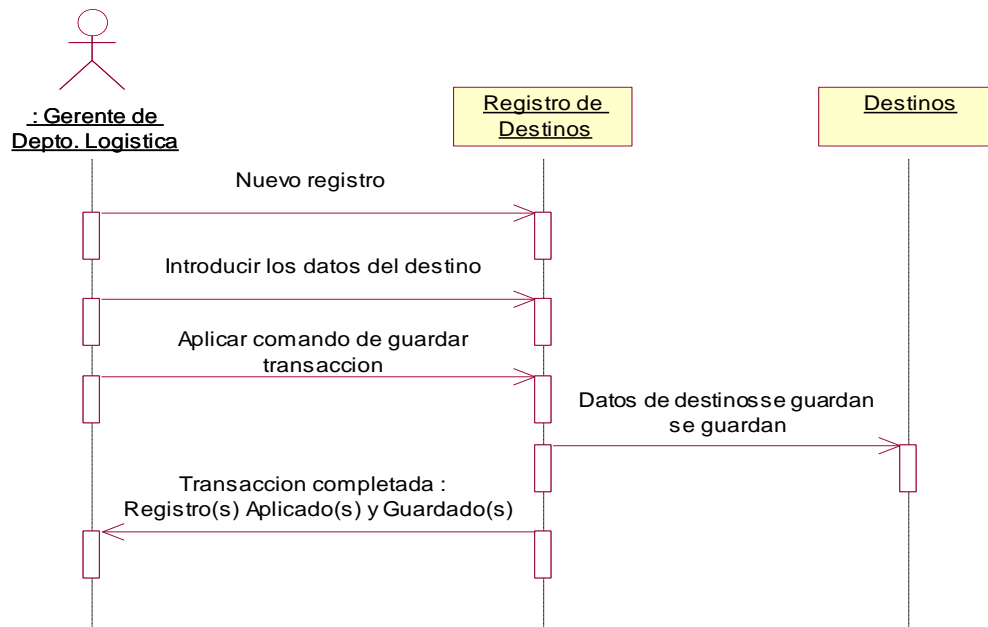 : Gerente de
Depto. Logistica
Registro de
Destinos
Destinos
Nuevo registro
Introducir los datos del destino
Aplicar comando de guardar
transaccion
Datos de destinosse guardan
se guardan
Transaccion completada :
Registro(s) Aplicado(s) y Guardado(s)